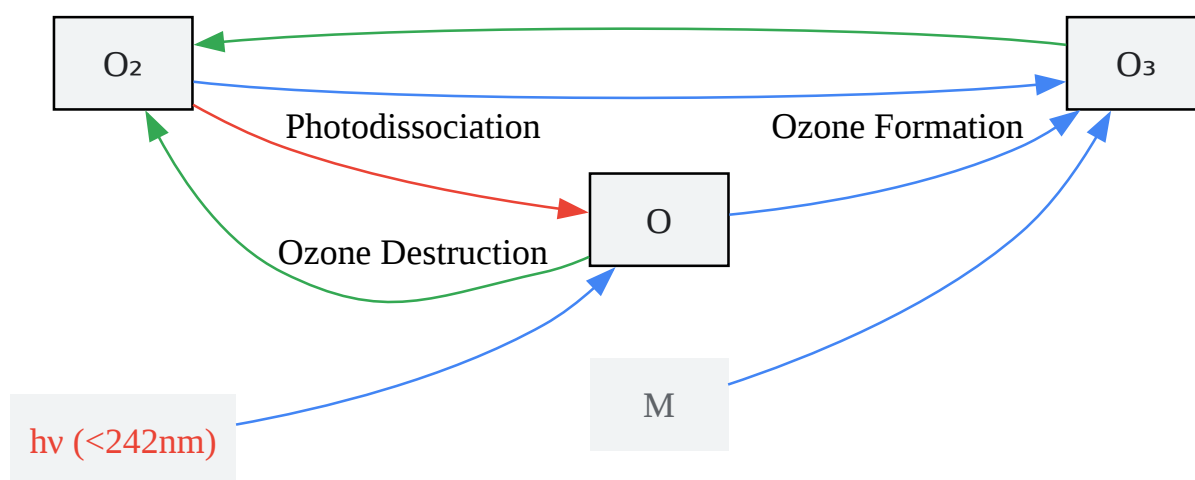 O₂
O₃
Photodissociation
Ozone Formation
O
Ozone Destruction
M
hν (<242nm)